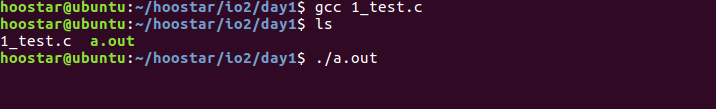 hoostar@ubuntu:~/hoostar/io2/day1$ gcc 1_test.c
hoostar@ubuntu:~/hoostar/io2/day1$ ls
1_test.c  a.out
hoostar@ubuntu:~/hoostar/io2/day1$ ./a.out